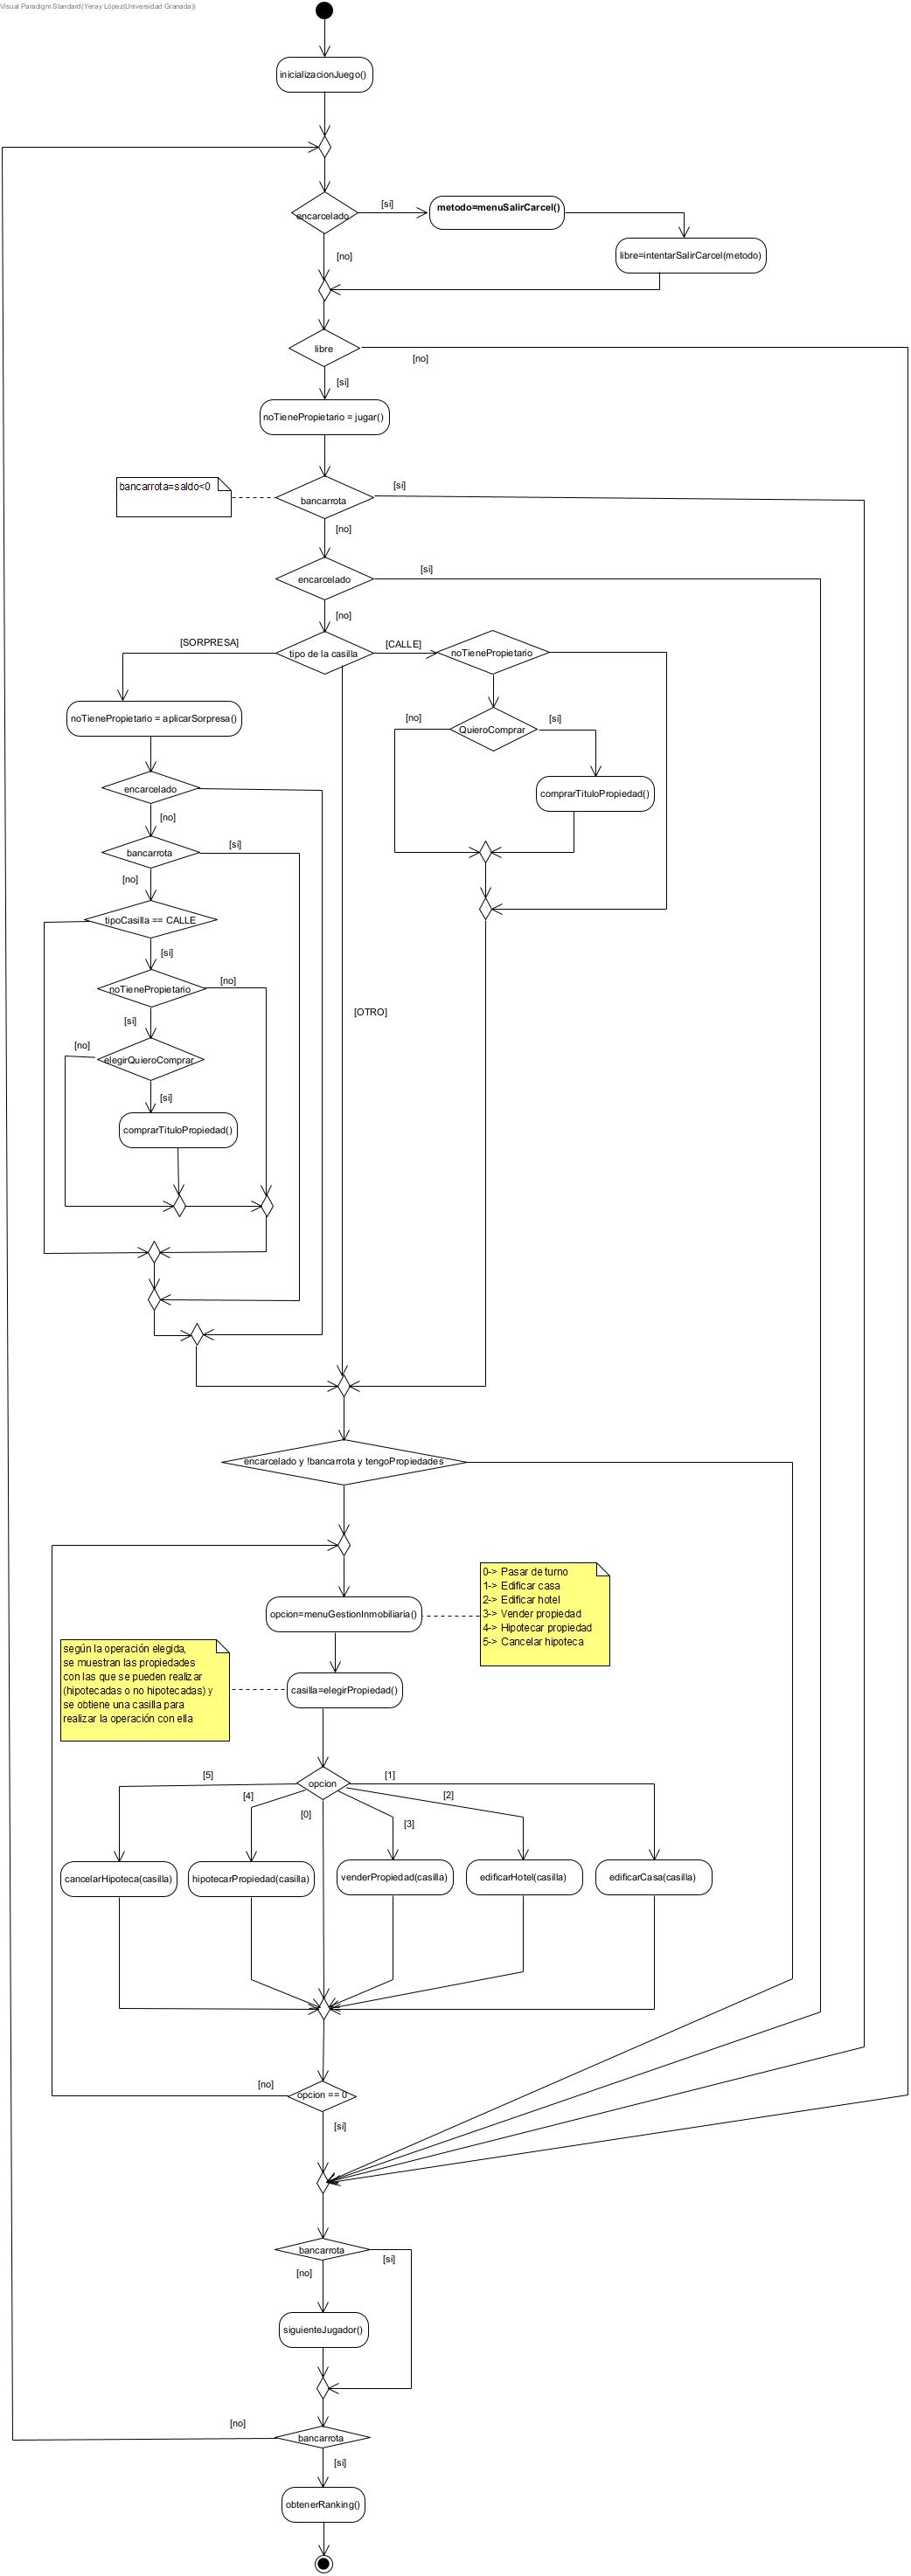 Visual Paradigm Standard(Yeray López(Universidad Granada))
inicializacionJuego()
encarcelado
[si]
metodo=menuSalirCarcel()
libre=intentarSalirCarcel(metodo)
[no]
libre
[no]
[si]
noTienePropietario = jugar()
bancarrota=saldo<0
bancarrota
[si]
[no]
encarcelado
[si]
[no]
[SORPRESA]
tipo de la casilla
[CALLE]
noTienePropietario
noTienePropietario = aplicarSorpresa()
[no]
QuieroComprar
[si]
comprarTituloPropiedad()
encarcelado
[no]
bancarrota
[si]
[no]
tipoCasilla == CALLE
[si]
noTienePropietario
[no]
[si]
[OTRO]
[no]
elegirQuieroComprar
[si]
comprarTituloPropiedad()
encarcelado y !bancarrota y tengoPropiedades
opcion=menuGestionInmobiliaria()
0-> Pasar de turno
1-> Edificar casa
2-> Edificar hotel
3-> Vender propiedad
4-> Hipotecar propiedad
5-> Cancelar hipoteca
según la operación elegida,
se muestran las propiedades
con las que se pueden realizar
(hipotecadas o no hipotecadas) y
se obtiene una casilla para
realizar la operación con ella
casilla=elegirPropiedad()
opcion
[5]
[4]
[0]
[3]
[2]
[1]
cancelarHipoteca(casilla)
hipotecarPropiedad(casilla)
venderPropiedad(casilla)
edificarHotel(casilla)
edificarCasa(casilla)
[no]
opcion == 0
[si]
bancarrota
[si]
[no]
siguienteJugador()
[no]
bancarrota
[si]
obtenerRanking()